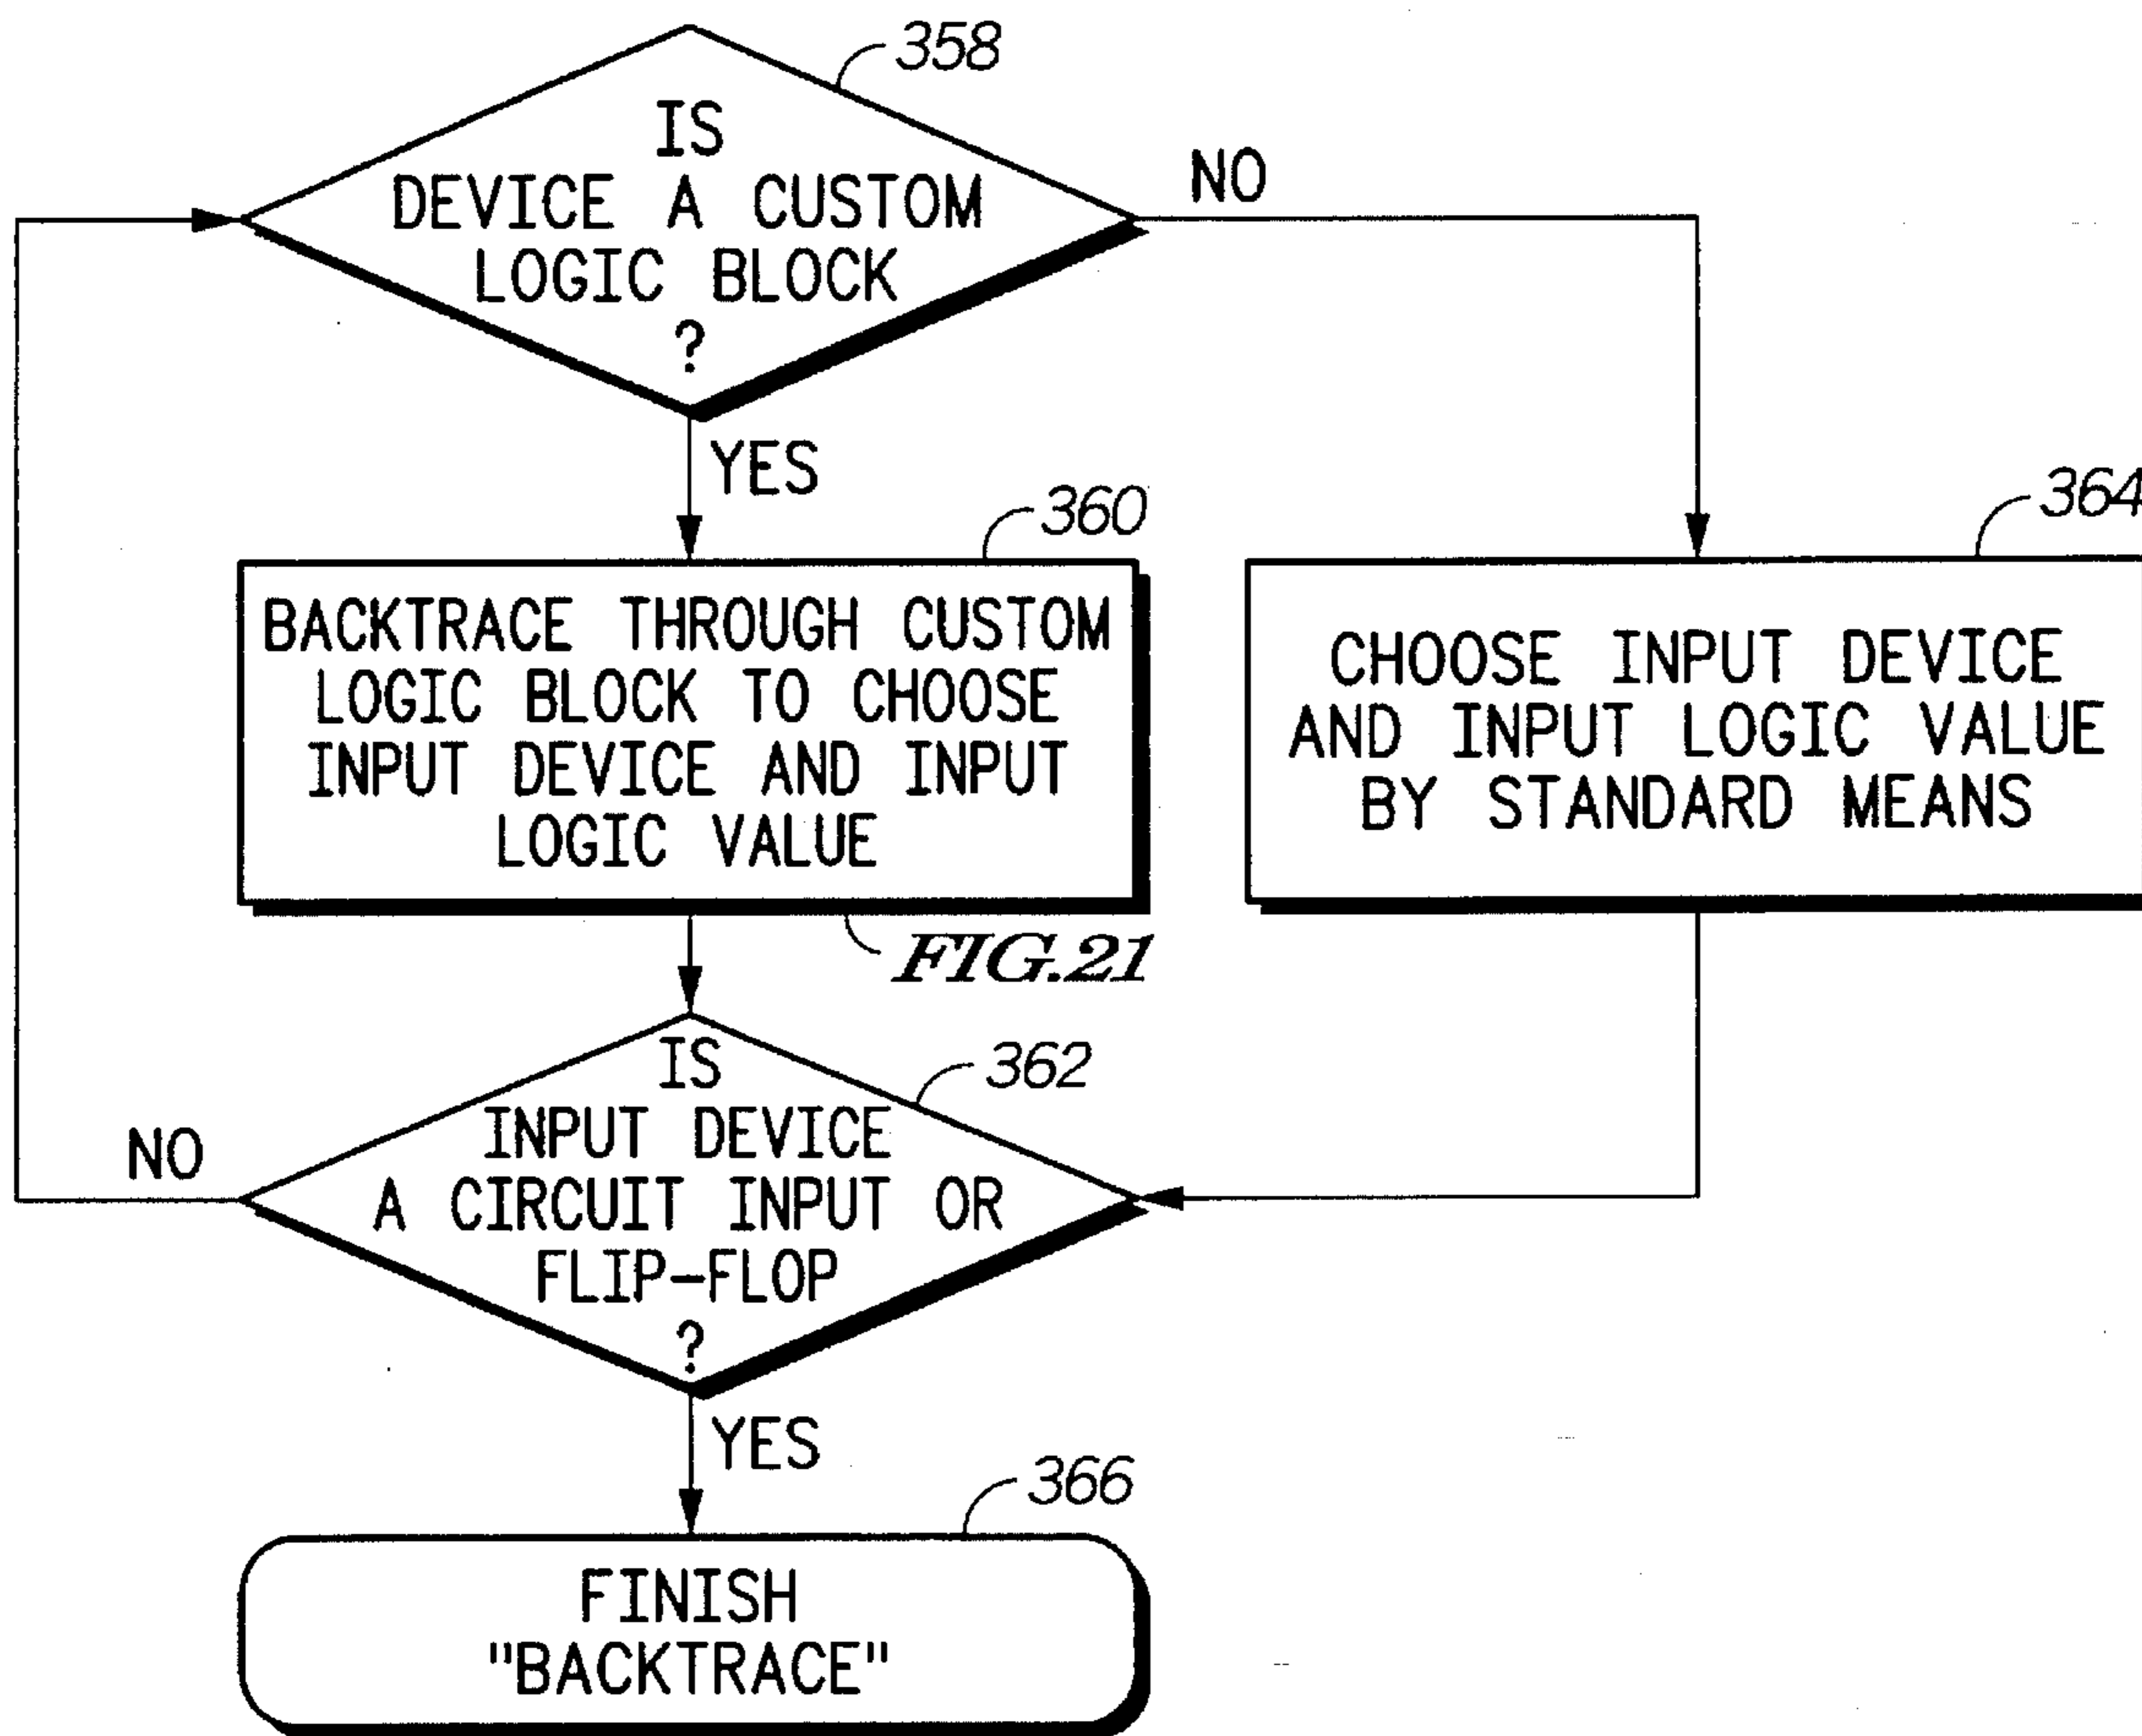 358
IS
DEVICE A CUSTOM
LOGIC BLOCK
?
NO
YES
360
BACKTRACE THROUGH CUSTOM
LOGIC BLOCK TO CHOOSE
INPUT DEVICE AND INPUT
LOGIC VALUE
FIG.21
364
CHOOSE INPUT DEVICE
AND INPUT LOGIC VALUE
BY STANDARD MEANS
362
IS
INPUT DEVICE
A CIRCUIT INPUT OR
FLIP-FLOP
?
NO
YES
366
FINISH
"BACKTRACE"